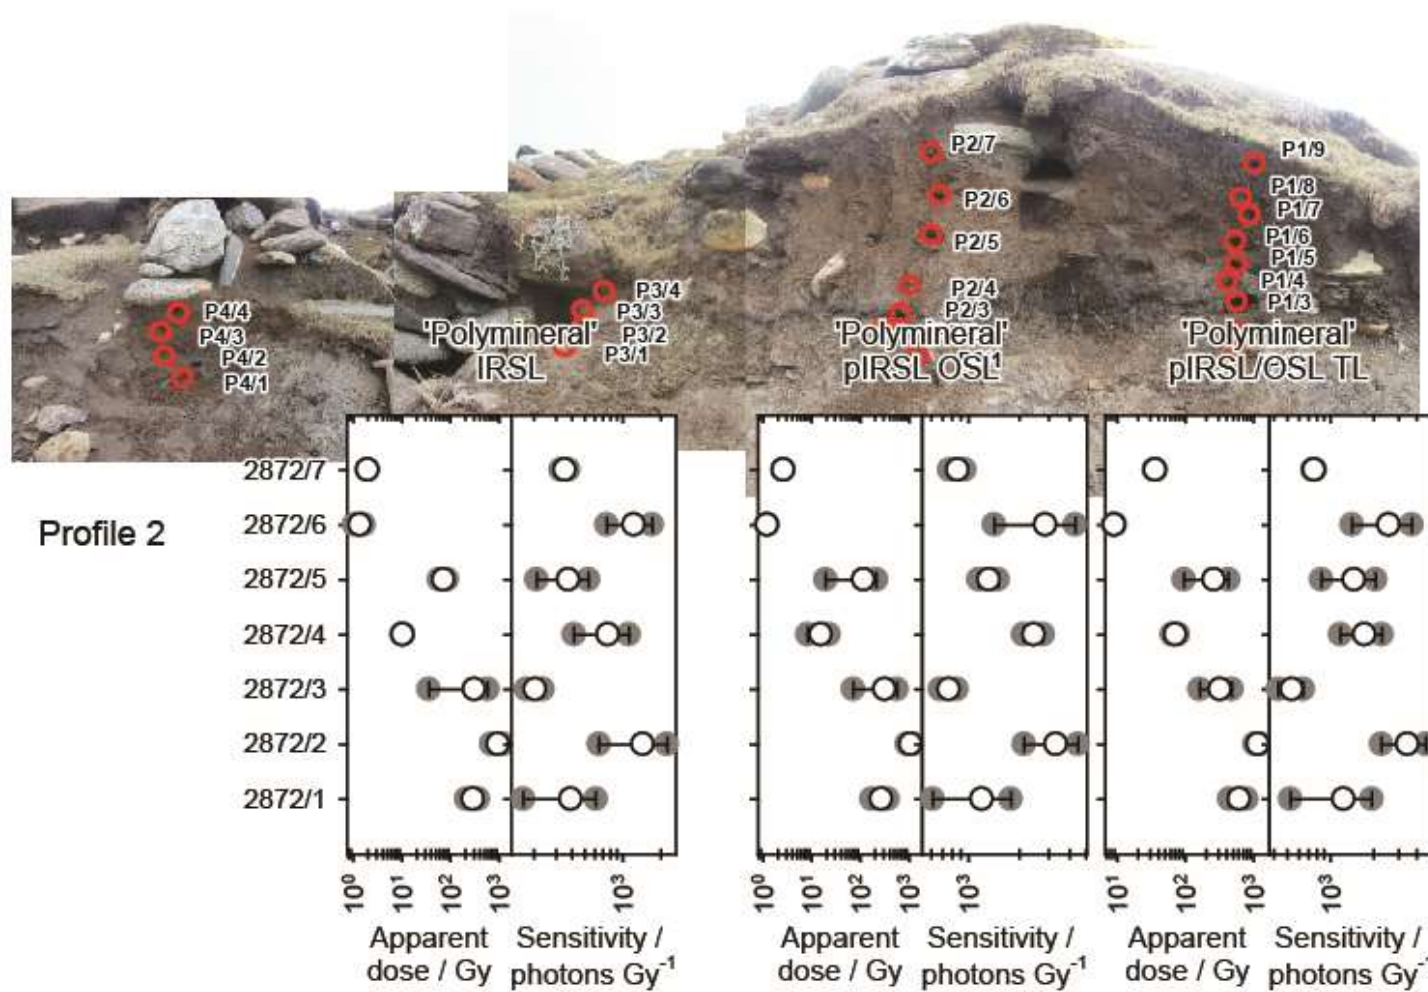 P2/7
P1/9
P2/6
P1/8
P1/7
P2/5
P1/6
P1/5
P2/4
P1/4
P2/3
P1/3
P3/4
P3/3
P3/2
P3/1
P4/4
P4/3
P4/2
P4/1
'Polymineral'
IRSL
'Polymineral'
pIRSL OSL
'Polymineral'
pIRSL/OSL TL
Profile 2
2872/7
2872/6
2872/5
2872/4
2872/3
2872/2
2872/1
10⁰ 10¹ 10² 10³ 10³
10⁰ 10¹ 10² 10³ 10³
10¹ 10² 10³ 10³
Apparent
dose / Gy
Sensitivity /
photons Gy⁻¹
Apparent
dose / Gy
Sensitivity /
photons Gy⁻¹
Apparent
dose / Gy
Sensitivity /
photons Gy⁻¹